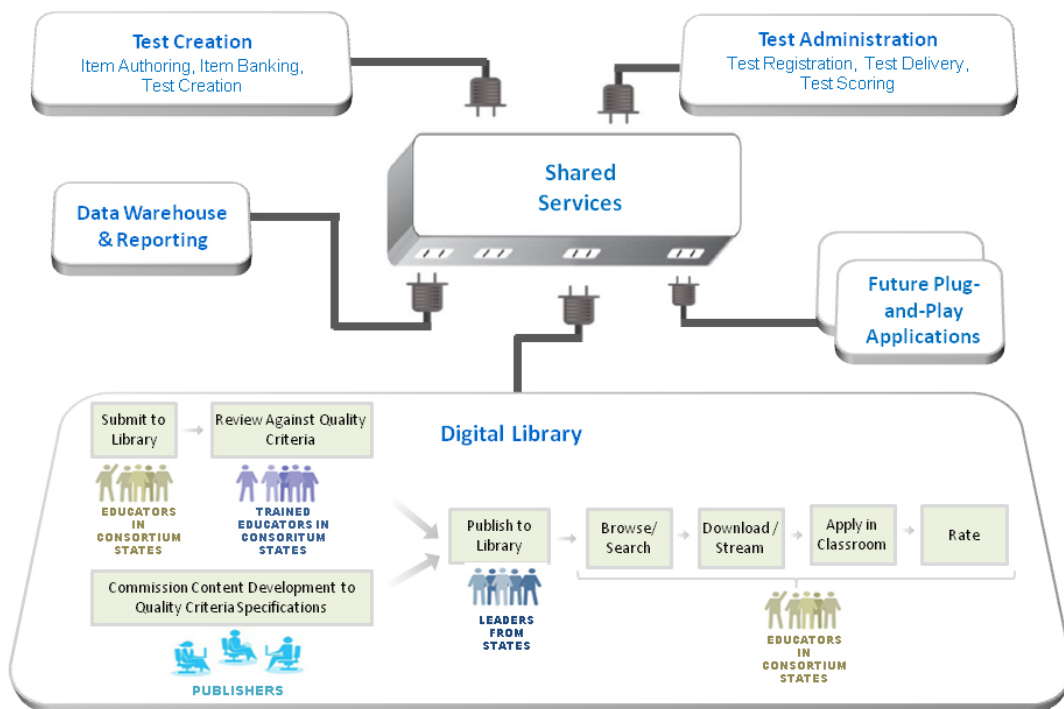 Test Creation
Item Authoring, Item Banking,
Test Creation
Test Administration
Test Registration, Test Delivery,
Test Scoring
Shared
Services
Data Warehouse
& Reporting
Future Plug-
and-Play
Applications
Digital Library
Submit to
Library
Review Against Quality
Criteria
EDUCATORS
IN
CONSORTIUM
STATES
TRAINED
EDUCATORS IN
CONSORITUM
STATES
Commission Content Development to
Quality Criteria Specifications
PUBLISHERS
Publish to
Library
LEADERS
FROM
STATES
Browse/
Search
Download /
Stream
Apply in
Classroom
Rate
EDUCATORS
IN
CONSORTIUM
STATES